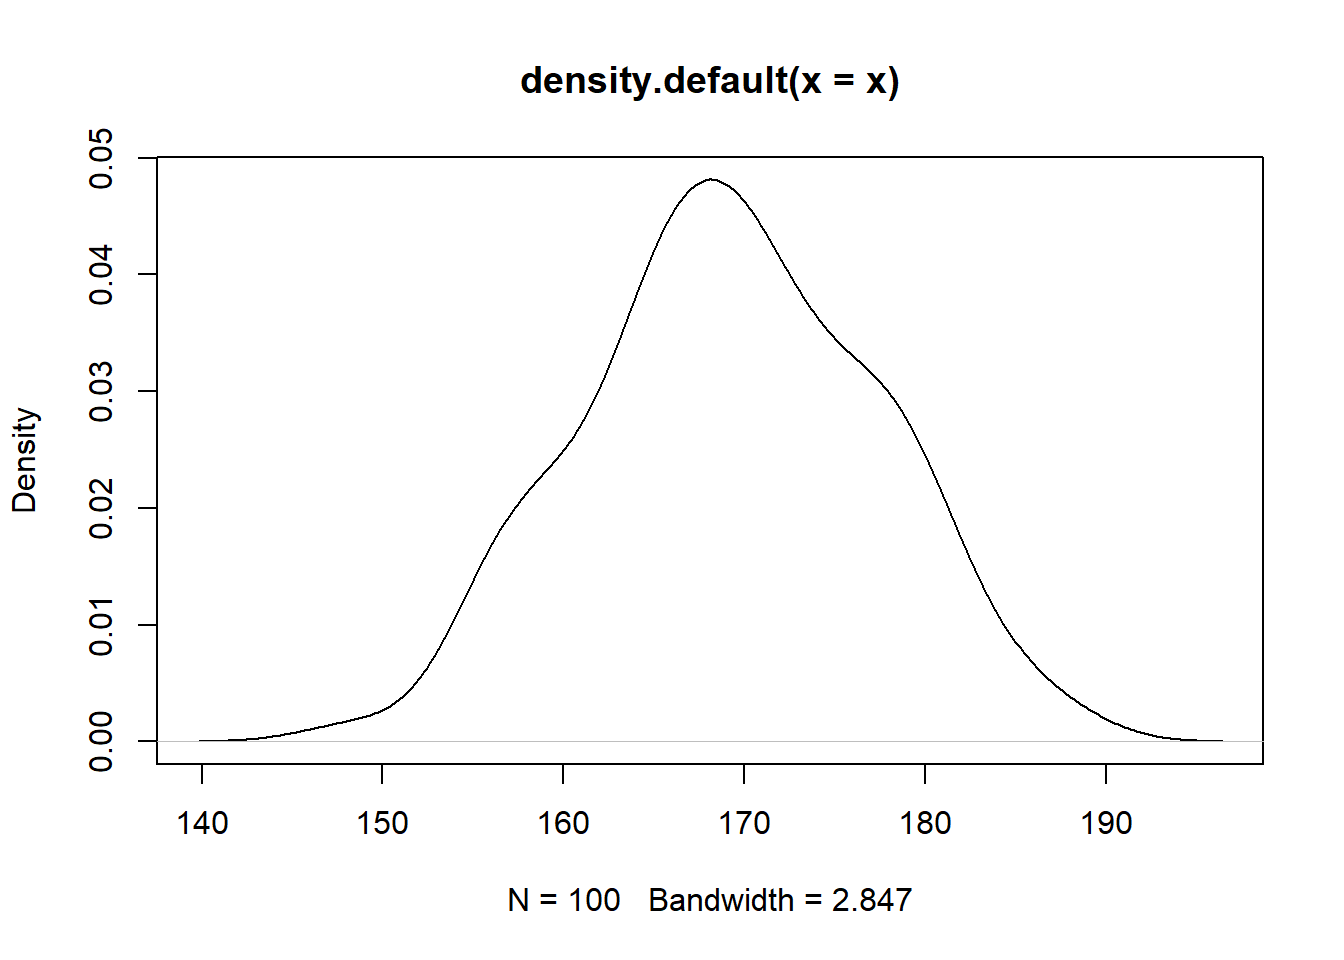 density.default(x = x)
Density
0.05
0.04
0.03
0.02
0.01
0.00
140 150 160 170 180 190
N = 100 Bandwidth = 2.847